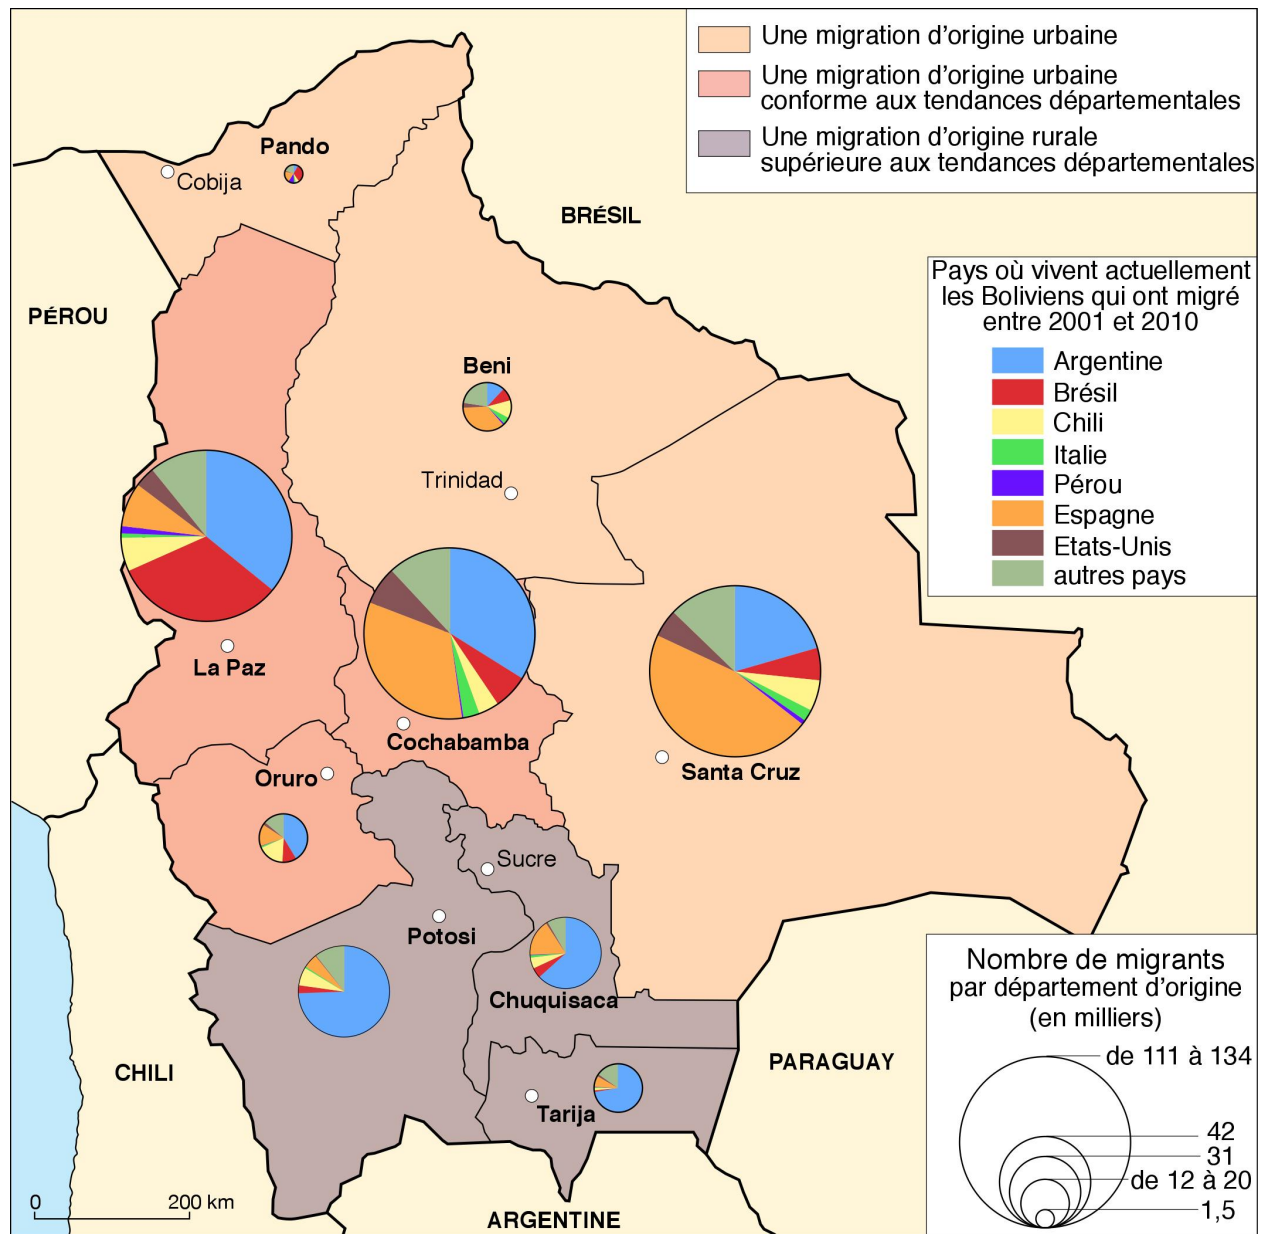 Une migration d'origine urbaine
Une migration d'origine urbaine
conforme aux tendances départementales
Une migration d'origine rurale
supérieure aux tendances départementales
Pando
Cobija
BRÉSIL
PÉROU
Pays où vivent actuellement
les Boliviens qui ont migré
entre 2001 et 2010
Argentine
Brésil
Chili
Italie
Pérou
Espagne
Etats-Unis
autres pays
Beni
Trinidad
La Paz
Cochabamba
Santa Cruz
Oruro
Sucre
Potosi
Chuquisaca
Tarija
CHILI
PARAGUAY
ARGENTINE
Nombre de migrants
par département d'origine
(en milliers)
de 111 à 134
42
31
de 12 à 20
1,5
0 200 km